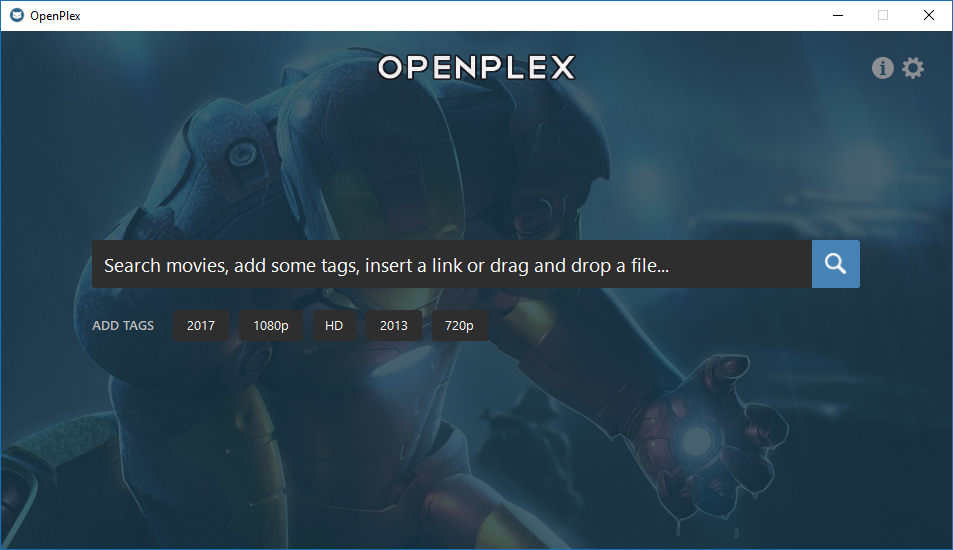 OpenPlex
OPENPLEX
Search movies, add some tags, insert a link or drag and drop a file...
ADD TAGS 2017 1080p HD 2013 720p